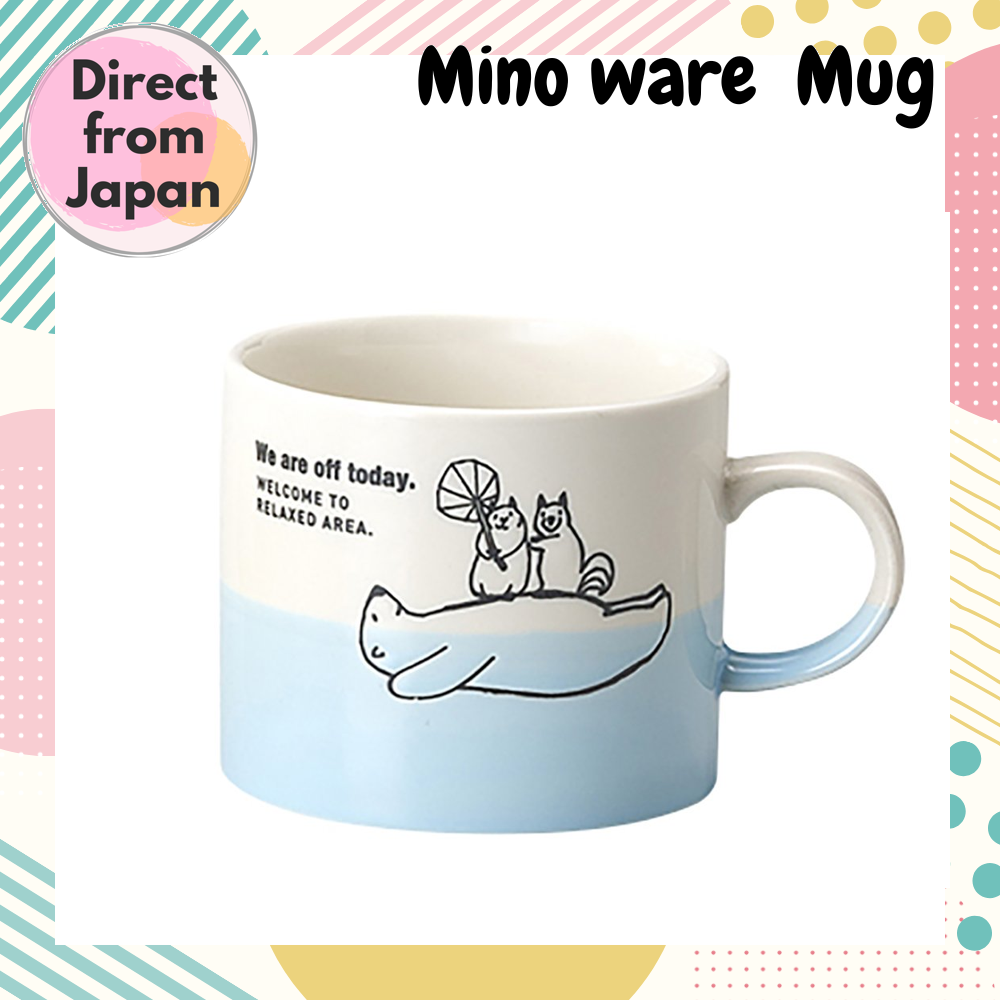 Direct
from
Japan
Mino ware Mug
We are off today.
WELCOME TO
RELAXED AREA.